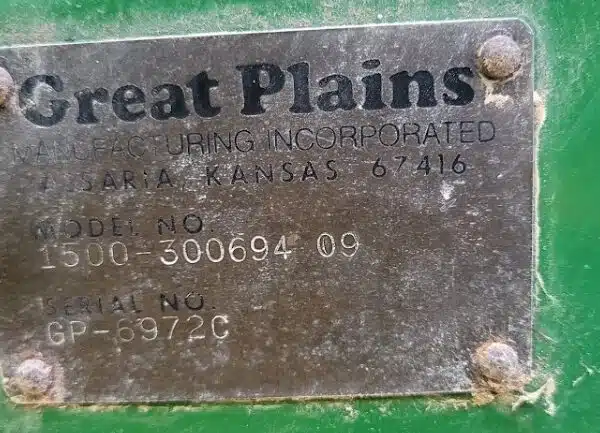 Great Plains
MANUFACTURING INCORPORATED
ASSARIA, KANSAS 67416
MODEL NO.
1500-300694 09
SERIAL NO.
GP-6972C